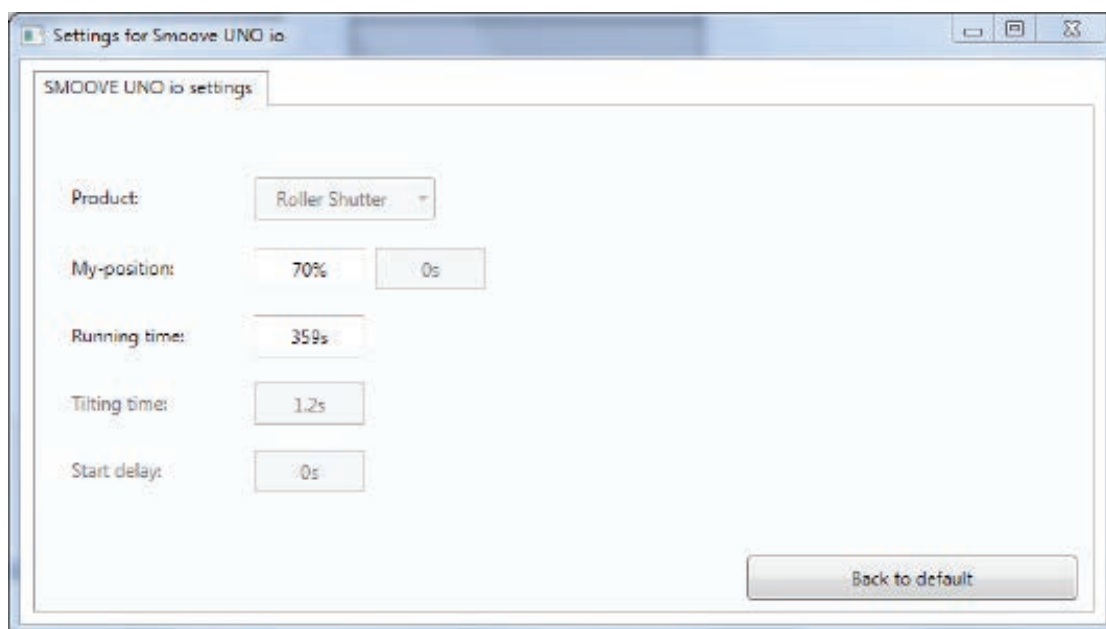 Settings for Smoove UNO io
SMOOVE UNO io settings
Product: Roller Shutter
My-position: 70% 0s
Running time: 359s
Tilting time: 1.2s
Start delay: 0s
Back to default